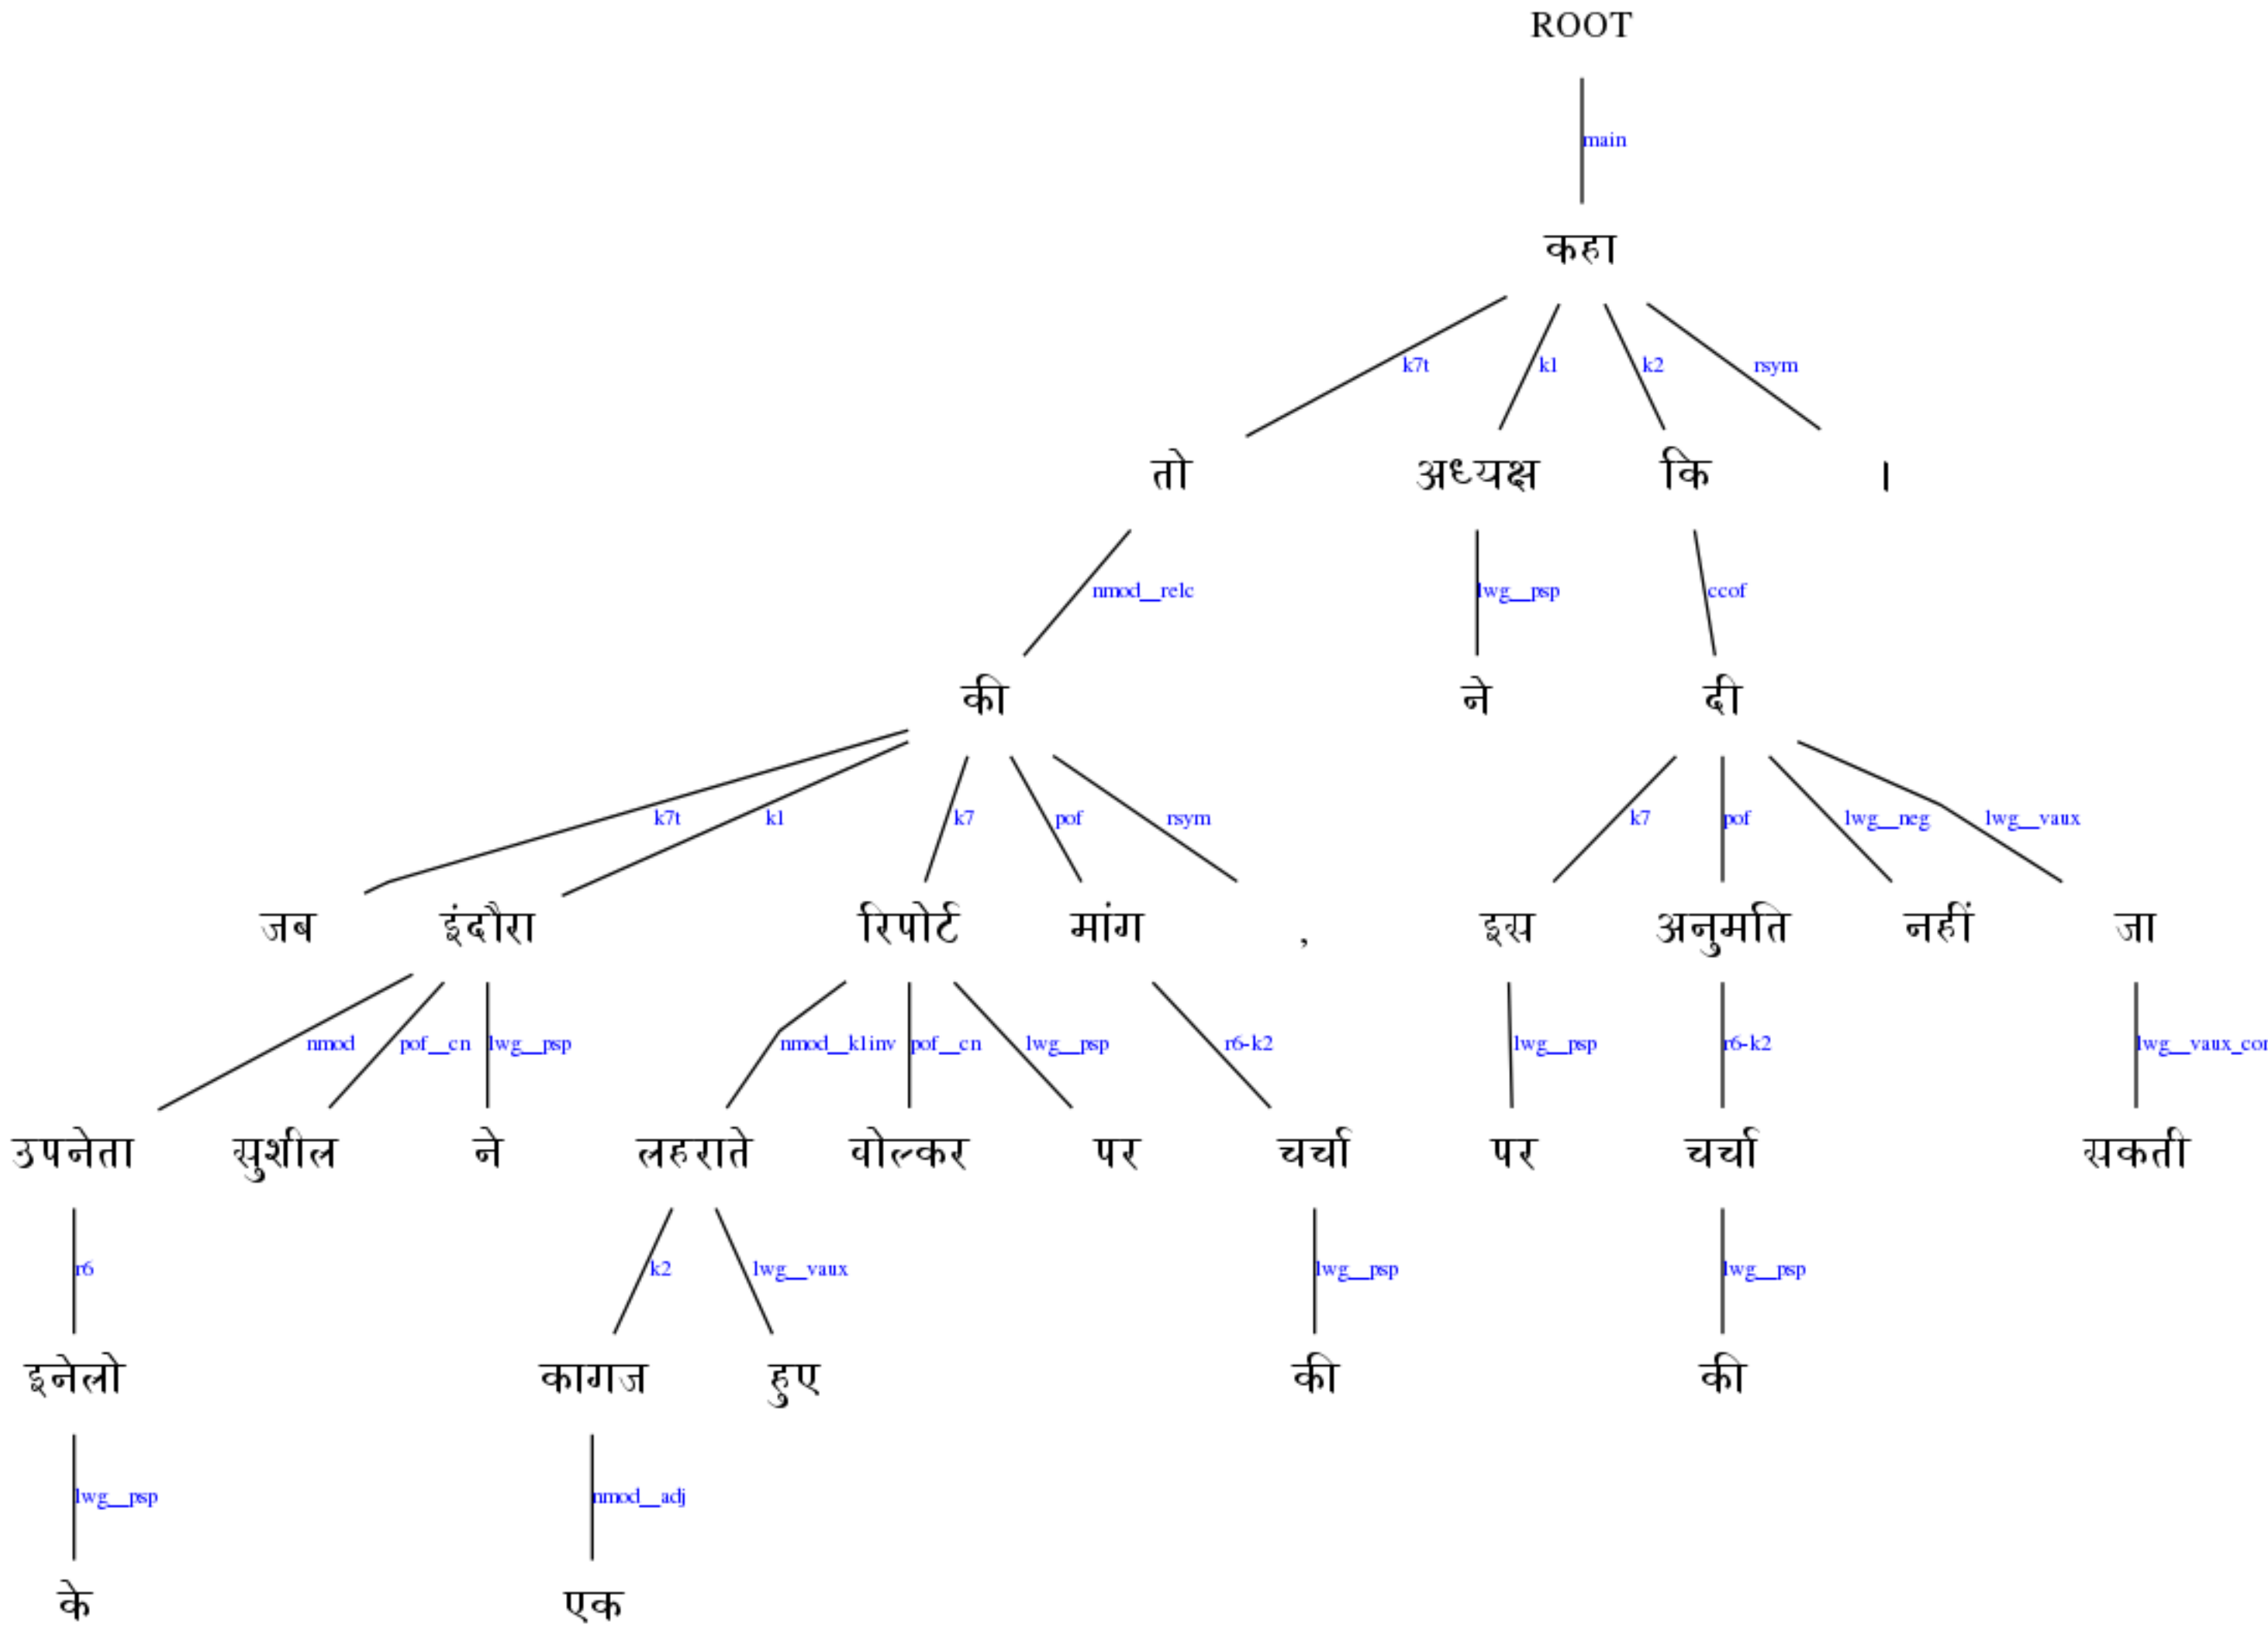 ROOT
main
कहा
k7t k1 k2 rsym
तो अध्यक्ष कि ।
nmod__relc lwg__psp ccof
की ने दी
k7t k1 k7 pof rsym k7 pof lwg__neg lwg__vaux
जब इंदौरा रिपोर्ट मांग , इस अनुमति नहीं जा
nmod pof__cn lwg__psp nmod__k1inv pof__cn lwg__psp r6-k2 lwg__psp r6-k2 lwg__vaux_cor
उपनेता सुशील ने लहराते वोल्कर पर चर्चा पर चर्चा सकती
r6 k2 lwg__vaux lwg__psp lwg__psp
इनेलो कागज हुए की की
lwg__psp nmod__adj
के एक